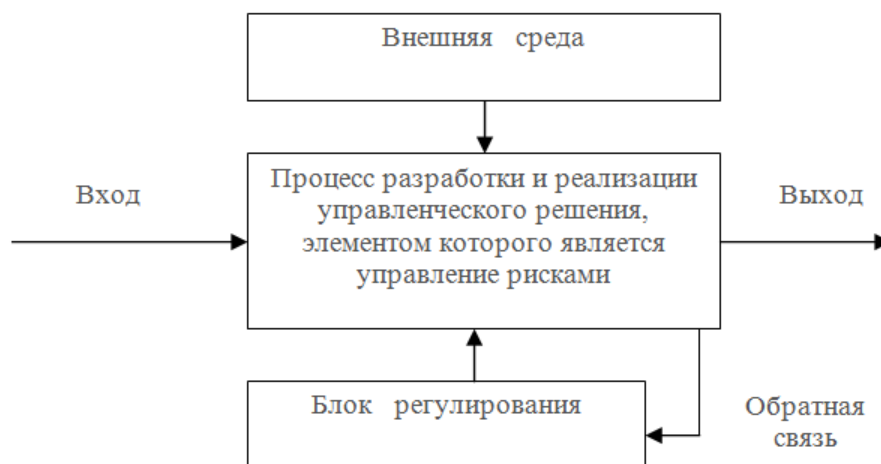 Внешняя среда
Вход
Процесс разработки и реализации
управленческого решения,
элементом которого является
управление рисками
Выход
Блок регулирования
Обратная
связь